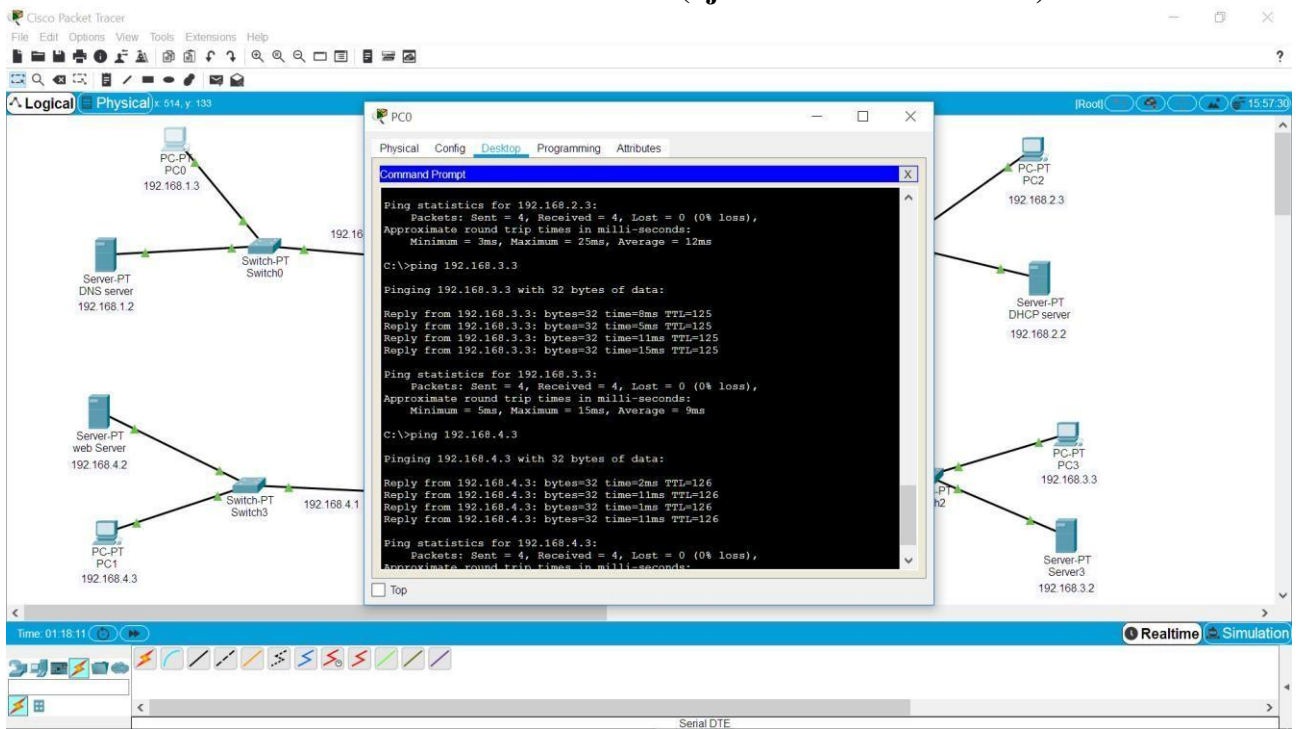 Cisco Packet Tracer
File Edit Options View Tools Extensions Help
?
Logical Physical x: 514, y: 133
[Root] 15:57:30
PC-PT
PC0
192.168.1.3
Server-PT
DNS server
192.168.1.2
Switch-PT
Switch0
192.16
Server-PT
web Server
192.168.4.2
Switch-PT
Switch3
192.168.4.1
PC-PT
PC1
192.168.4.3
PC0
Physical Config Desktop Programming Attributes
Command Prompt X
Ping statistics for 192.168.2.3:
Packets: Sent = 4, Received = 4, Lost = 0 (0% loss),
Approximate round trip times in milli-seconds:
Minimum = 3ms, Maximum = 25ms, Average = 12ms
C:\>ping 192.168.3.3
Pinging 192.168.3.3 with 32 bytes of data:
Reply from 192.168.3.3: bytes=32 time=8ms TTL=125
Reply from 192.168.3.3: bytes=32 time=5ms TTL=125
Reply from 192.168.3.3: bytes=32 time=11ms TTL=125
Reply from 192.168.3.3: bytes=32 time=15ms TTL=125
Ping statistics for 192.168.3.3:
Packets: Sent = 4, Received = 4, Lost = 0 (0% loss),
Approximate round trip times in milli-seconds:
Minimum = 5ms, Maximum = 15ms, Average = 9ms
C:\>ping 192.168.4.3
Pinging 192.168.4.3 with 32 bytes of data:
Reply from 192.168.4.3: bytes=32 time=2ms TTL=126
Reply from 192.168.4.3: bytes=32 time=11ms TTL=126
Reply from 192.168.4.3: bytes=32 time=1ms TTL=126
Reply from 192.168.4.3: bytes=32 time=11ms TTL=126
Ping statistics for 192.168.4.3:
Packets: Sent = 4, Received = 4, Lost = 0 (0% loss),
Approximate round trip times in milli-seconds:
Top
PC-PT
PC2
192.168.2.3
Server-PT
DHCP server
192.168.2.2
PC-PT
PC3
192.168.3.3
-PT
h2
Server-PT
Server3
192.168.3.2
Time: 01:18:11
Realtime Simulation
Serial DTE